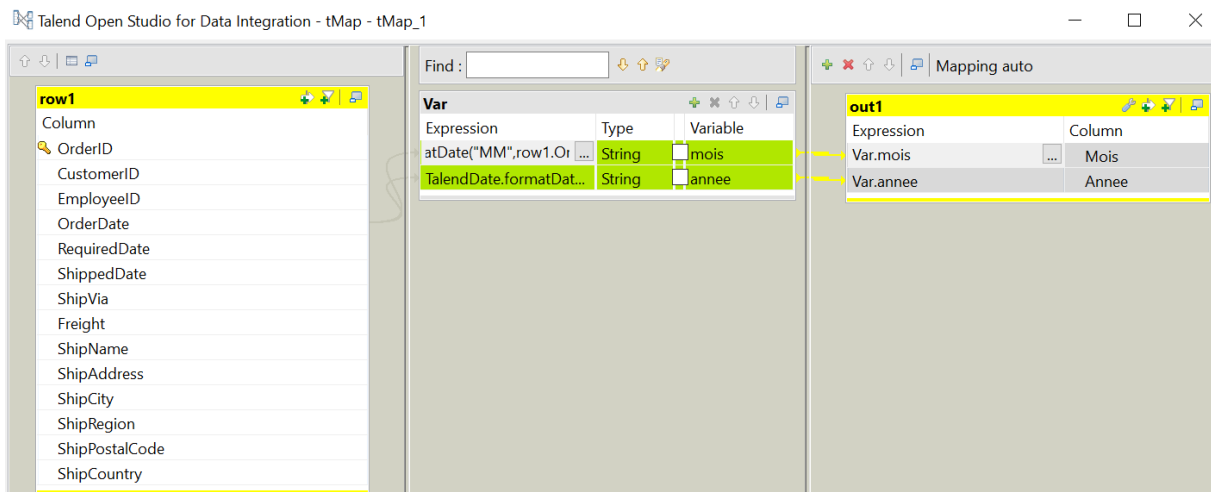 Talend Open Studio for Data Integration - tMap - tMap_1
Find :
Mapping auto
row1
Column
OrderID
CustomerID
EmployeeID
OrderDate
RequiredDate
ShippedDate
ShipVia
Freight
ShipName
ShipAddress
ShipCity
ShipRegion
ShipPostalCode
ShipCountry
Var
Expression Type Variable
atDate("MM",row1.Or ... String mois
TalendDate.formatDat... String annee
out1
Expression Column
Var.mois ... Mois
Var.annee Annee